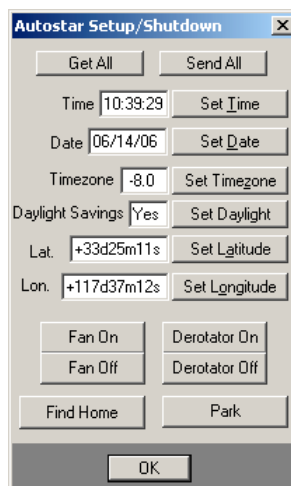 Autostar Setup/Shutdown
Get All Send All
Time 10:39:29 Set Time
Date 06/14/06 Set Date
Timezone -8.0 Set Timezone
Daylight Savings Yes Set Daylight
Lat. +33d25m11s Set Latitude
Lon. +117d37m12s Set Longitude
Fan On Derotator On
Fan Off Derotator Off
Find Home Park
OK